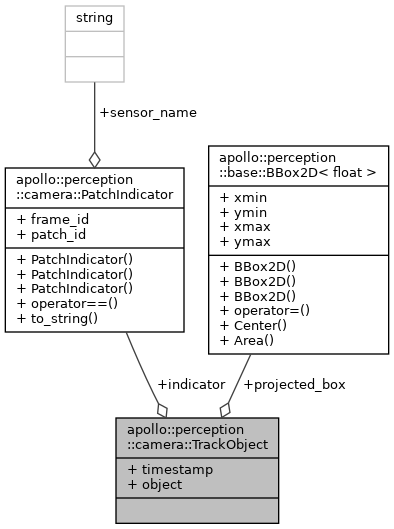 string
+sensor_name
apollo::perception
::camera::PatchIndicator
+ frame_id
+ patch_id
+ PatchIndicator()
+ PatchIndicator()
+ PatchIndicator()
+ operator==()
+ to_string()
apollo::perception
::base::BBox2D< float >
+ xmin
+ ymin
+ xmax
+ ymax
+ BBox2D()
+ BBox2D()
+ BBox2D()
+ operator=()
+ Center()
+ Area()
+indicator
+projected_box
apollo::perception
::camera::TrackObject
+ timestamp
+ object